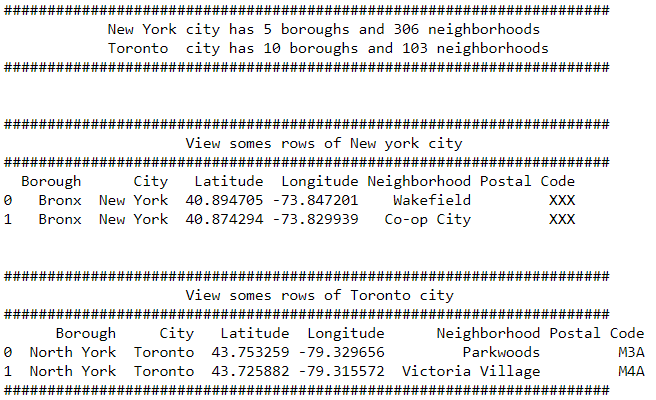 ######################################################################
New York city has 5 boroughs and 306 neighborhoods
Toronto  city has 10 boroughs and 103 neighborhoods
######################################################################
######################################################################
View somes rows of New york city
######################################################################
Borough      City   Latitude  Longitude Neighborhood Postal Code
0   Bronx  New York  40.894705 -73.847201    Wakefield         XXX
1   Bronx  New York  40.874294 -73.829939   Co-op City         XXX
######################################################################
View somes rows of Toronto city
######################################################################
Borough     City   Latitude  Longitude      Neighborhood Postal Code
0  North York  Toronto  43.753259 -79.329656         Parkwoods         M3A
1  North York  Toronto  43.725882 -79.315572  Victoria Village         M4A
######################################################################